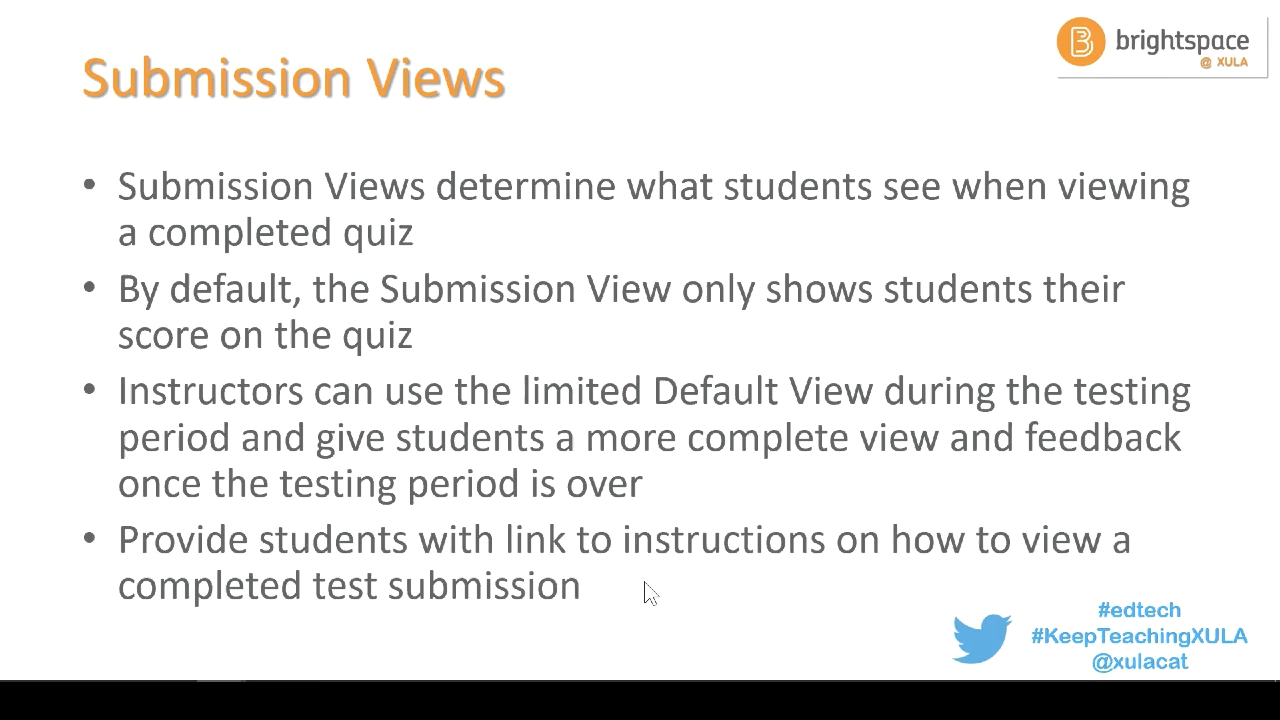 Submission Views
brightspace
@ XULA
• Submission Views determine what students see when viewing
a completed quiz
• By default, the Submission View only shows students their
score on the quiz
• Instructors can use the limited Default View during the testing
period and give students a more complete view and feedback
once the testing period is over
• Provide students with link to instructions on how to view a
completed test submission
#edtech
#KeepTeachingXULA
@xulacat